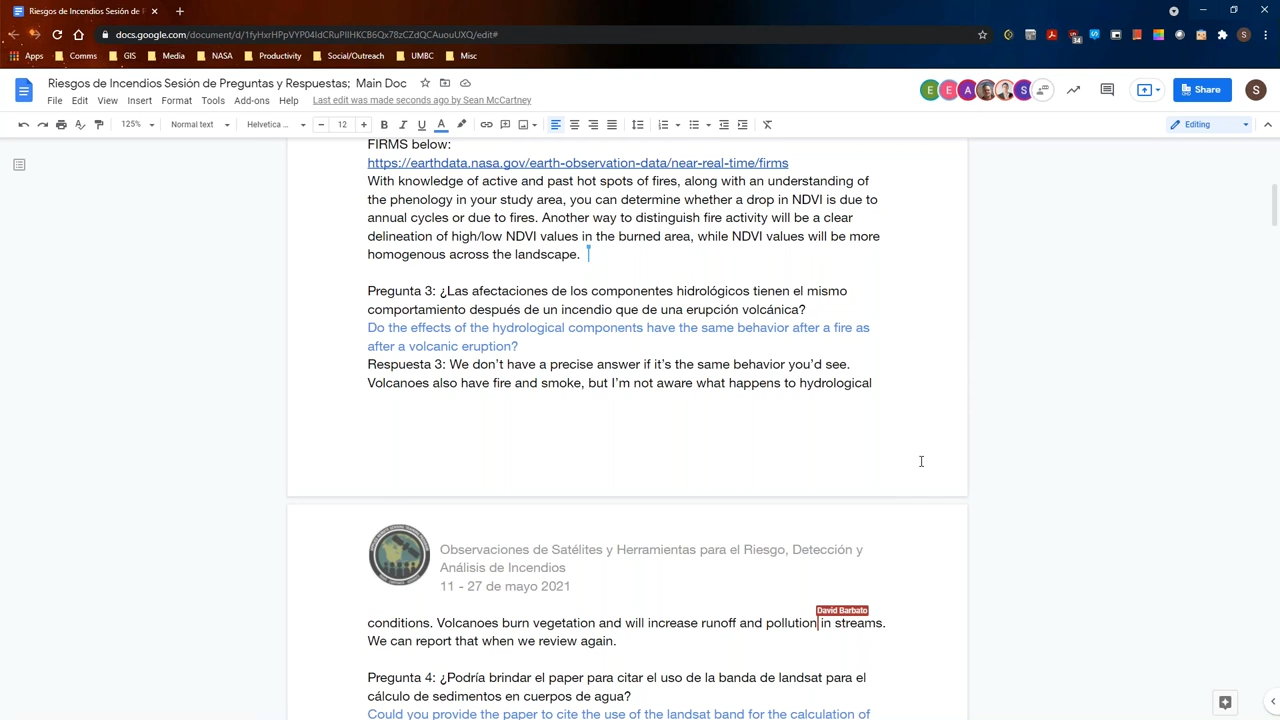 Riesgos de Incendios Sesión de F
docs.google.com/document/d/1fyHxrHPpVYP04IdCRuPIIHKCB6Qx78zCZdQCAuouUXQ/edit#
Apps Comms GIS Media NASA Productivity Social/Outreach UMBC Misc
Riesgos de Incendios Sesión de Preguntas y Respuestas; Main Doc
File Edit View Insert Format Tools Add-ons Help Last edit was made seconds ago by Sean McCartney
E E A S Share S
125% Normal text Helvetica ... 12 Editing
FIRMS below:
https://earthdata.nasa.gov/earth-observation-data/near-real-time/firms
With knowledge of active and past hot spots of fires, along with an understanding of
the phenology in your study area, you can determine whether a drop in NDVI is due to
annual cycles or due to fires. Another way to distinguish fire activity will be a clear
delineation of high/low NDVI values in the burned area, while NDVI values will be more
homogenous across the landscape.
Pregunta 3: ¿Las afectaciones de los componentes hidrológicos tienen el mismo
comportamiento después de un incendio que de una erupción volcánica?
Do the effects of the hydrological components have the same behavior after a fire as
after a volcanic eruption?
Respuesta 3: We don't have a precise answer if it's the same behavior you'd see.
Volcanoes also have fire and smoke, but I'm not aware what happens to hydrological
Observaciones de Satélites y Herramientas para el Riesgo, Detección y
Análisis de Incendios
11 - 27 de mayo 2021
David Barbato
conditions. Volcanoes burn vegetation and will increase runoff and pollution in streams.
We can report that when we review again.
Pregunta 4: ¿Podría brindar el paper para citar el uso de la banda de landsat para el
cálculo de sedimentos en cuerpos de agua?
Could you provide the paper to cite the use of the landsat band for the calculation of